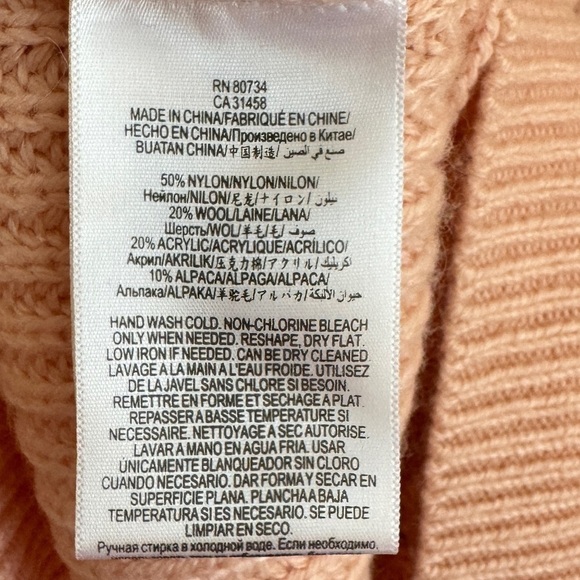 RN 80734
CA 31458
MADE IN CHINA/FABRIQUÉ EN CHINE/
HECHO EN CHINA/Произведено в Китае/
BUATAN CHINA/中国制造/ صنع في الصين/
50% NYLON/NYLON/NILON/
Нейлон/NILON/尼龙/ナイロン/نيلون/
20% WOOL/LAINE/LANA/
Шерсть/WOL/羊毛/毛/صوف/
20% ACRYLIC/ACRYLIQUE/ACRÍLICO/
Акрил/AKRILIK/压克力棉/アクリル/اكريليك/
10% ALPACA/ALPAGA/ALPACA/
Альпака/ALPAKA/羊驼毛/アルパカ/حيوان الألبكة/
HAND WASH COLD. NON-CHLORINE BLEACH
ONLY WHEN NEEDED. RESHAPE, DRY FLAT.
LOW IRON IF NEEDED. CAN BE DRY CLEANED.
LAVAGE A LA MAIN A L'EAU FROIDE. UTILISEZ
DE LA JAVEL SANS CHLORE SI BESOIN.
REMETTRE EN FORME ET SECHAGE A PLAT.
REPASSER A BASSE TEMPERATURE SI
NECESSAIRE. NETTOYAGE A SEC AUTORISE.
LAVAR A MANO EN AGUA FRIA. USAR
ÚNICAMENTE BLANQUEADOR SIN CLORO
CUANDO NECESARIO. DAR FORMA Y SECAR EN
SUPERFICIE PLANA. PLANCHA A BAJA
TEMPERATURA SI ES NECESARIO. SE PUEDE
LIMPIAR EN SECO.
Ручная стирка в холодной воде. Если необходимо,